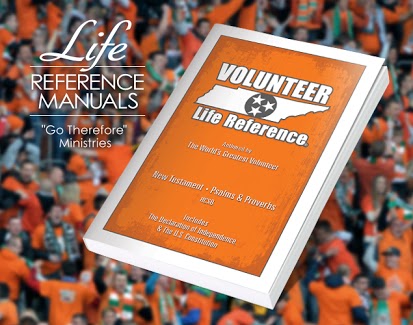 Life
REFERENCE
MANUALS
"Go Therefore"
Ministries
VOLUNTEER
Life Reference
Authored By
The World's Greatest Volunteer
New Testament - Psalms & Proverbs
HCSB
Includes
The Declaration of Independence
& The U.S. Constitution